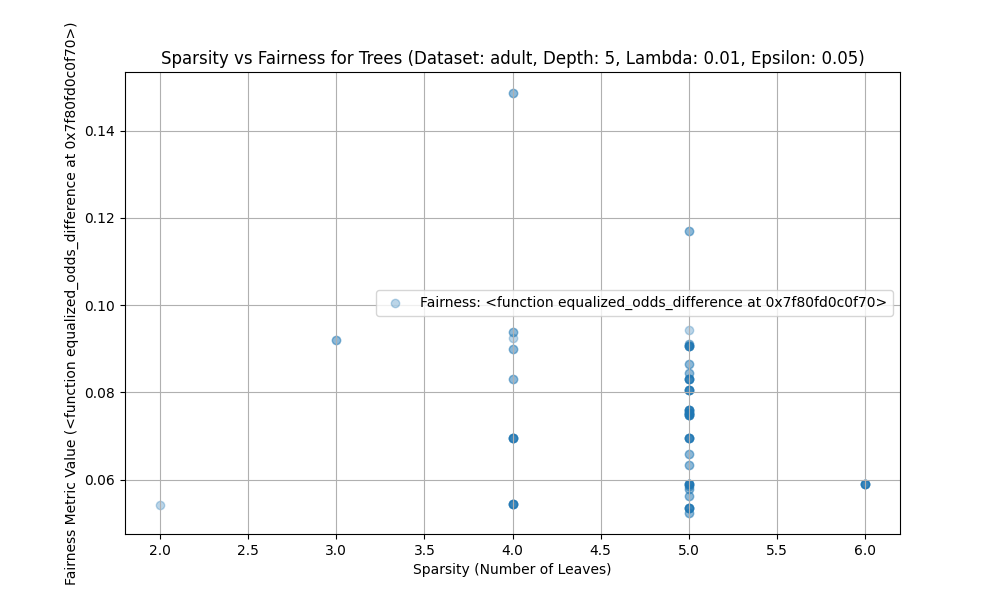 Sparsity vs Fairness for Trees (Dataset: adult, Depth: 5, Lambda: 0.01, Epsilon: 0.05)
Fairness Metric Value (<function equalized_odds_difference at 0x7f80fd0c0f70>)
0.14
0.12
0.10
0.08
0.06
Fairness: <function equalized_odds_difference at 0x7f80fd0c0f70>
2.0 2.5 3.0 3.5 4.0 4.5 5.0 5.5 6.0
Sparsity (Number of Leaves)